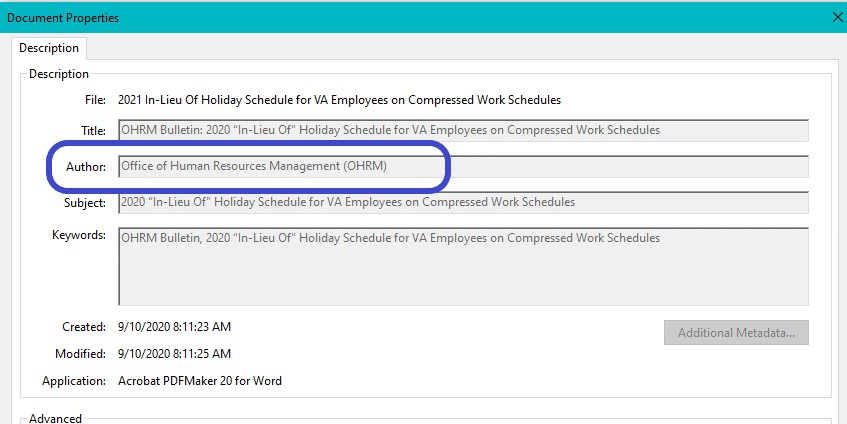 Document Properties
Description
Description
File: 2021 In-Lieu Of Holiday Schedule for VA Employees on Compressed Work Schedules
Title: OHRM Bulletin: 2020 “In-Lieu Of” Holiday Schedule for VA Employees on Compressed Work Schedules
Author: Office of Human Resources Management (OHRM)
Subject: 2020 “In-Lieu Of” Holiday Schedule for VA Employees on Compressed Work Schedules
Keywords: OHRM Bulletin, 2020 “In-Lieu Of” Holiday Schedule for VA Employees on Compressed Work Schedules
Created: 9/10/2020 8:11:23 AM
Additional Metadata...
Modified: 9/10/2020 8:11:25 AM
Application: Acrobat PDFMaker 20 for Word
Advanced